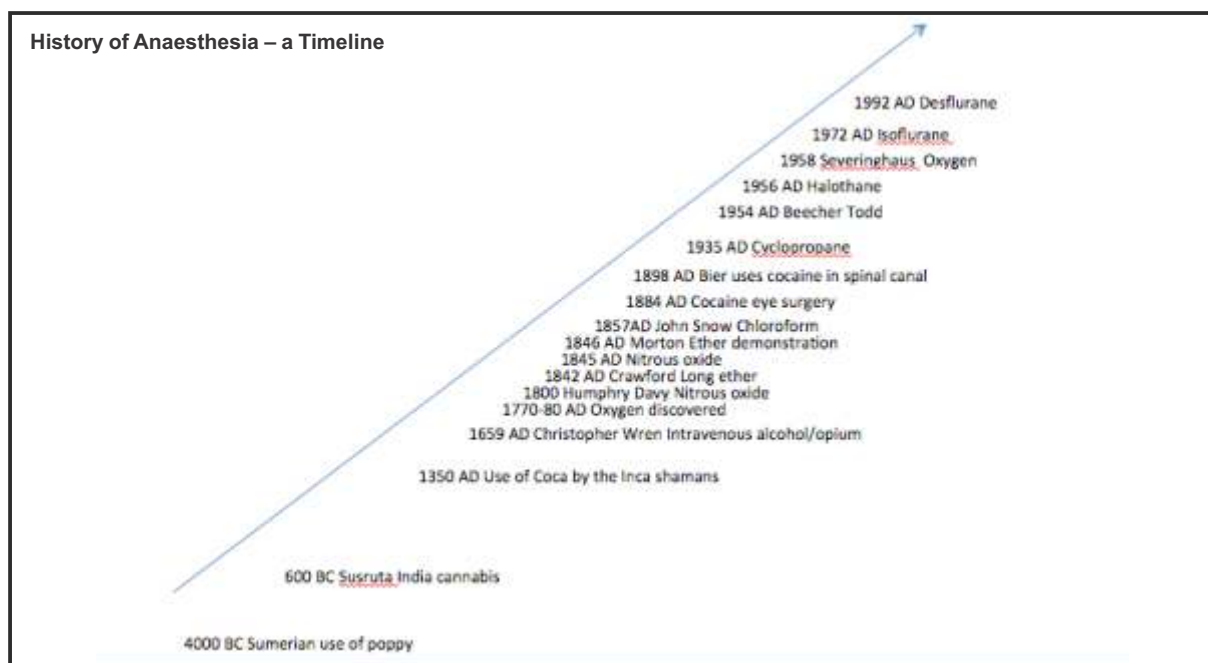 History of Anaesthesia – a Timeline
1992 AD Desflurane
1972 AD Isoflurane
1958 Severinghaus Oxygen
1956 AD Halothane
1954 AD Beecher Todd
1935 AD Cyclopropane
1898 AD Bier uses cocaine in spinal canal
1884 AD Cocaine eye surgery
1857AD John Snow Chloroform
1846 AD Morton Ether demonstration
1845 AD Nitrous oxide
1842 AD Crawford Long ether
1800 Humphry Davy Nitrous oxide
1770-80 AD Oxygen discovered
1659 AD Christopher Wren Intravenous alcohol/opium
1350 AD Use of Coca by the Inca shamans
600 BC Susruta India cannabis
4000 BC Sumerian use of poppy